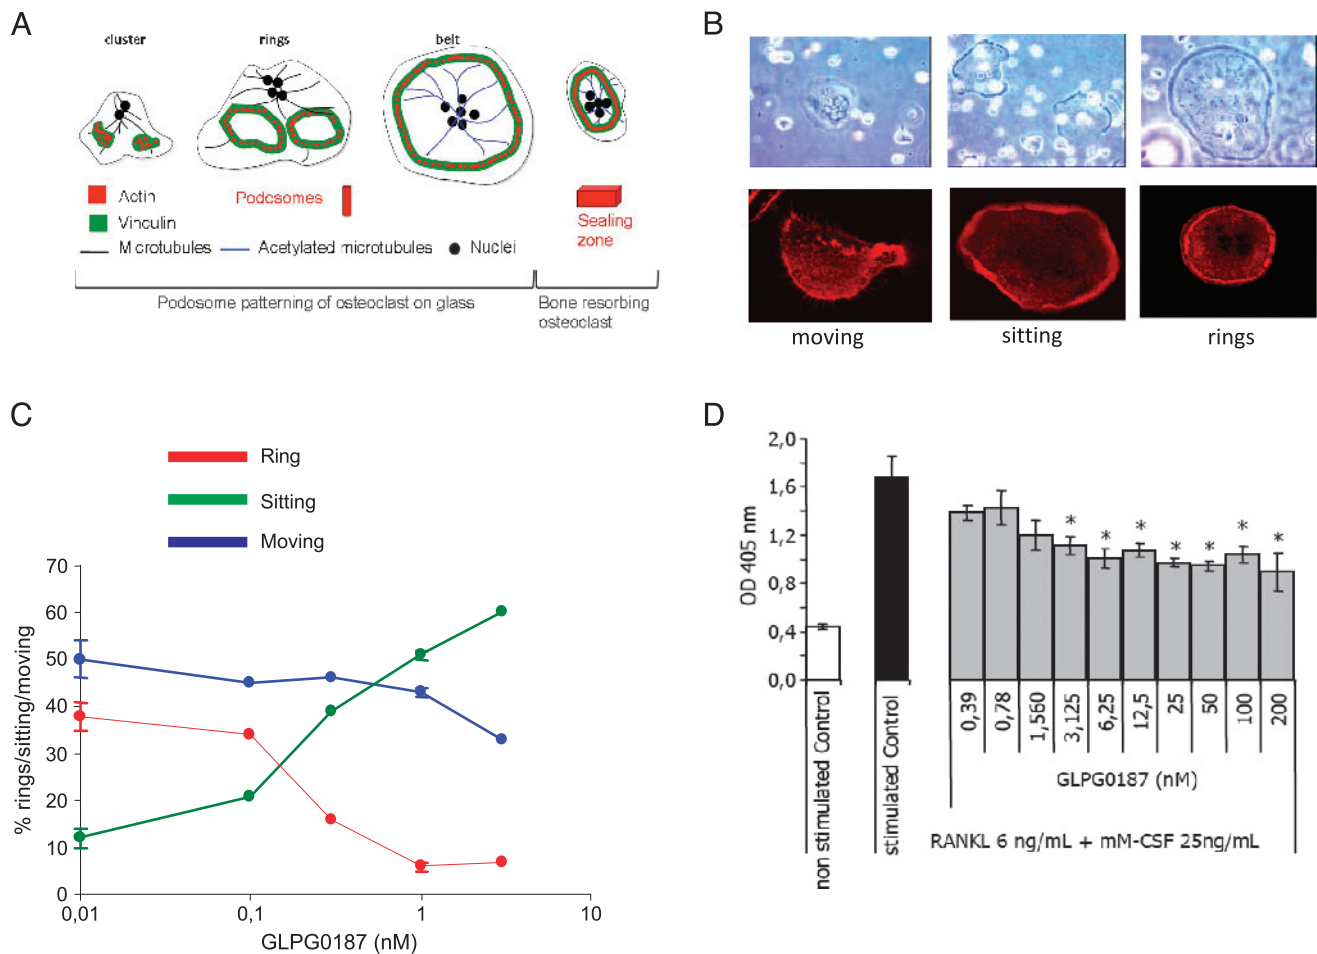 A
cluster
rings
belt
Actin
Podosomes
Vinculin
Sealing
zone
Microtubules
Acetylated microtubules
Nuclei
Podosome patterning of osteoclast on glass
Bone resorbing
osteoclast
B
moving
sitting
rings
C
Ring
Sitting
Moving
% rings/sitting/moving
70
60
50
40
30
20
10
0
0,01
0,1
1
10
GLPG0187 (nM)
D
OD 405 nm
2,0
1,6
1,2
0,8
0,4
0,0
* * * * * * *
non stimulated Control
stimulated Control
0,39
0,78
1,560
3,125
6,25
12,5
25
50
100
200
GLPG0187 (nM)
RANKL 6 ng/mL + mM-CSF 25ng/mL